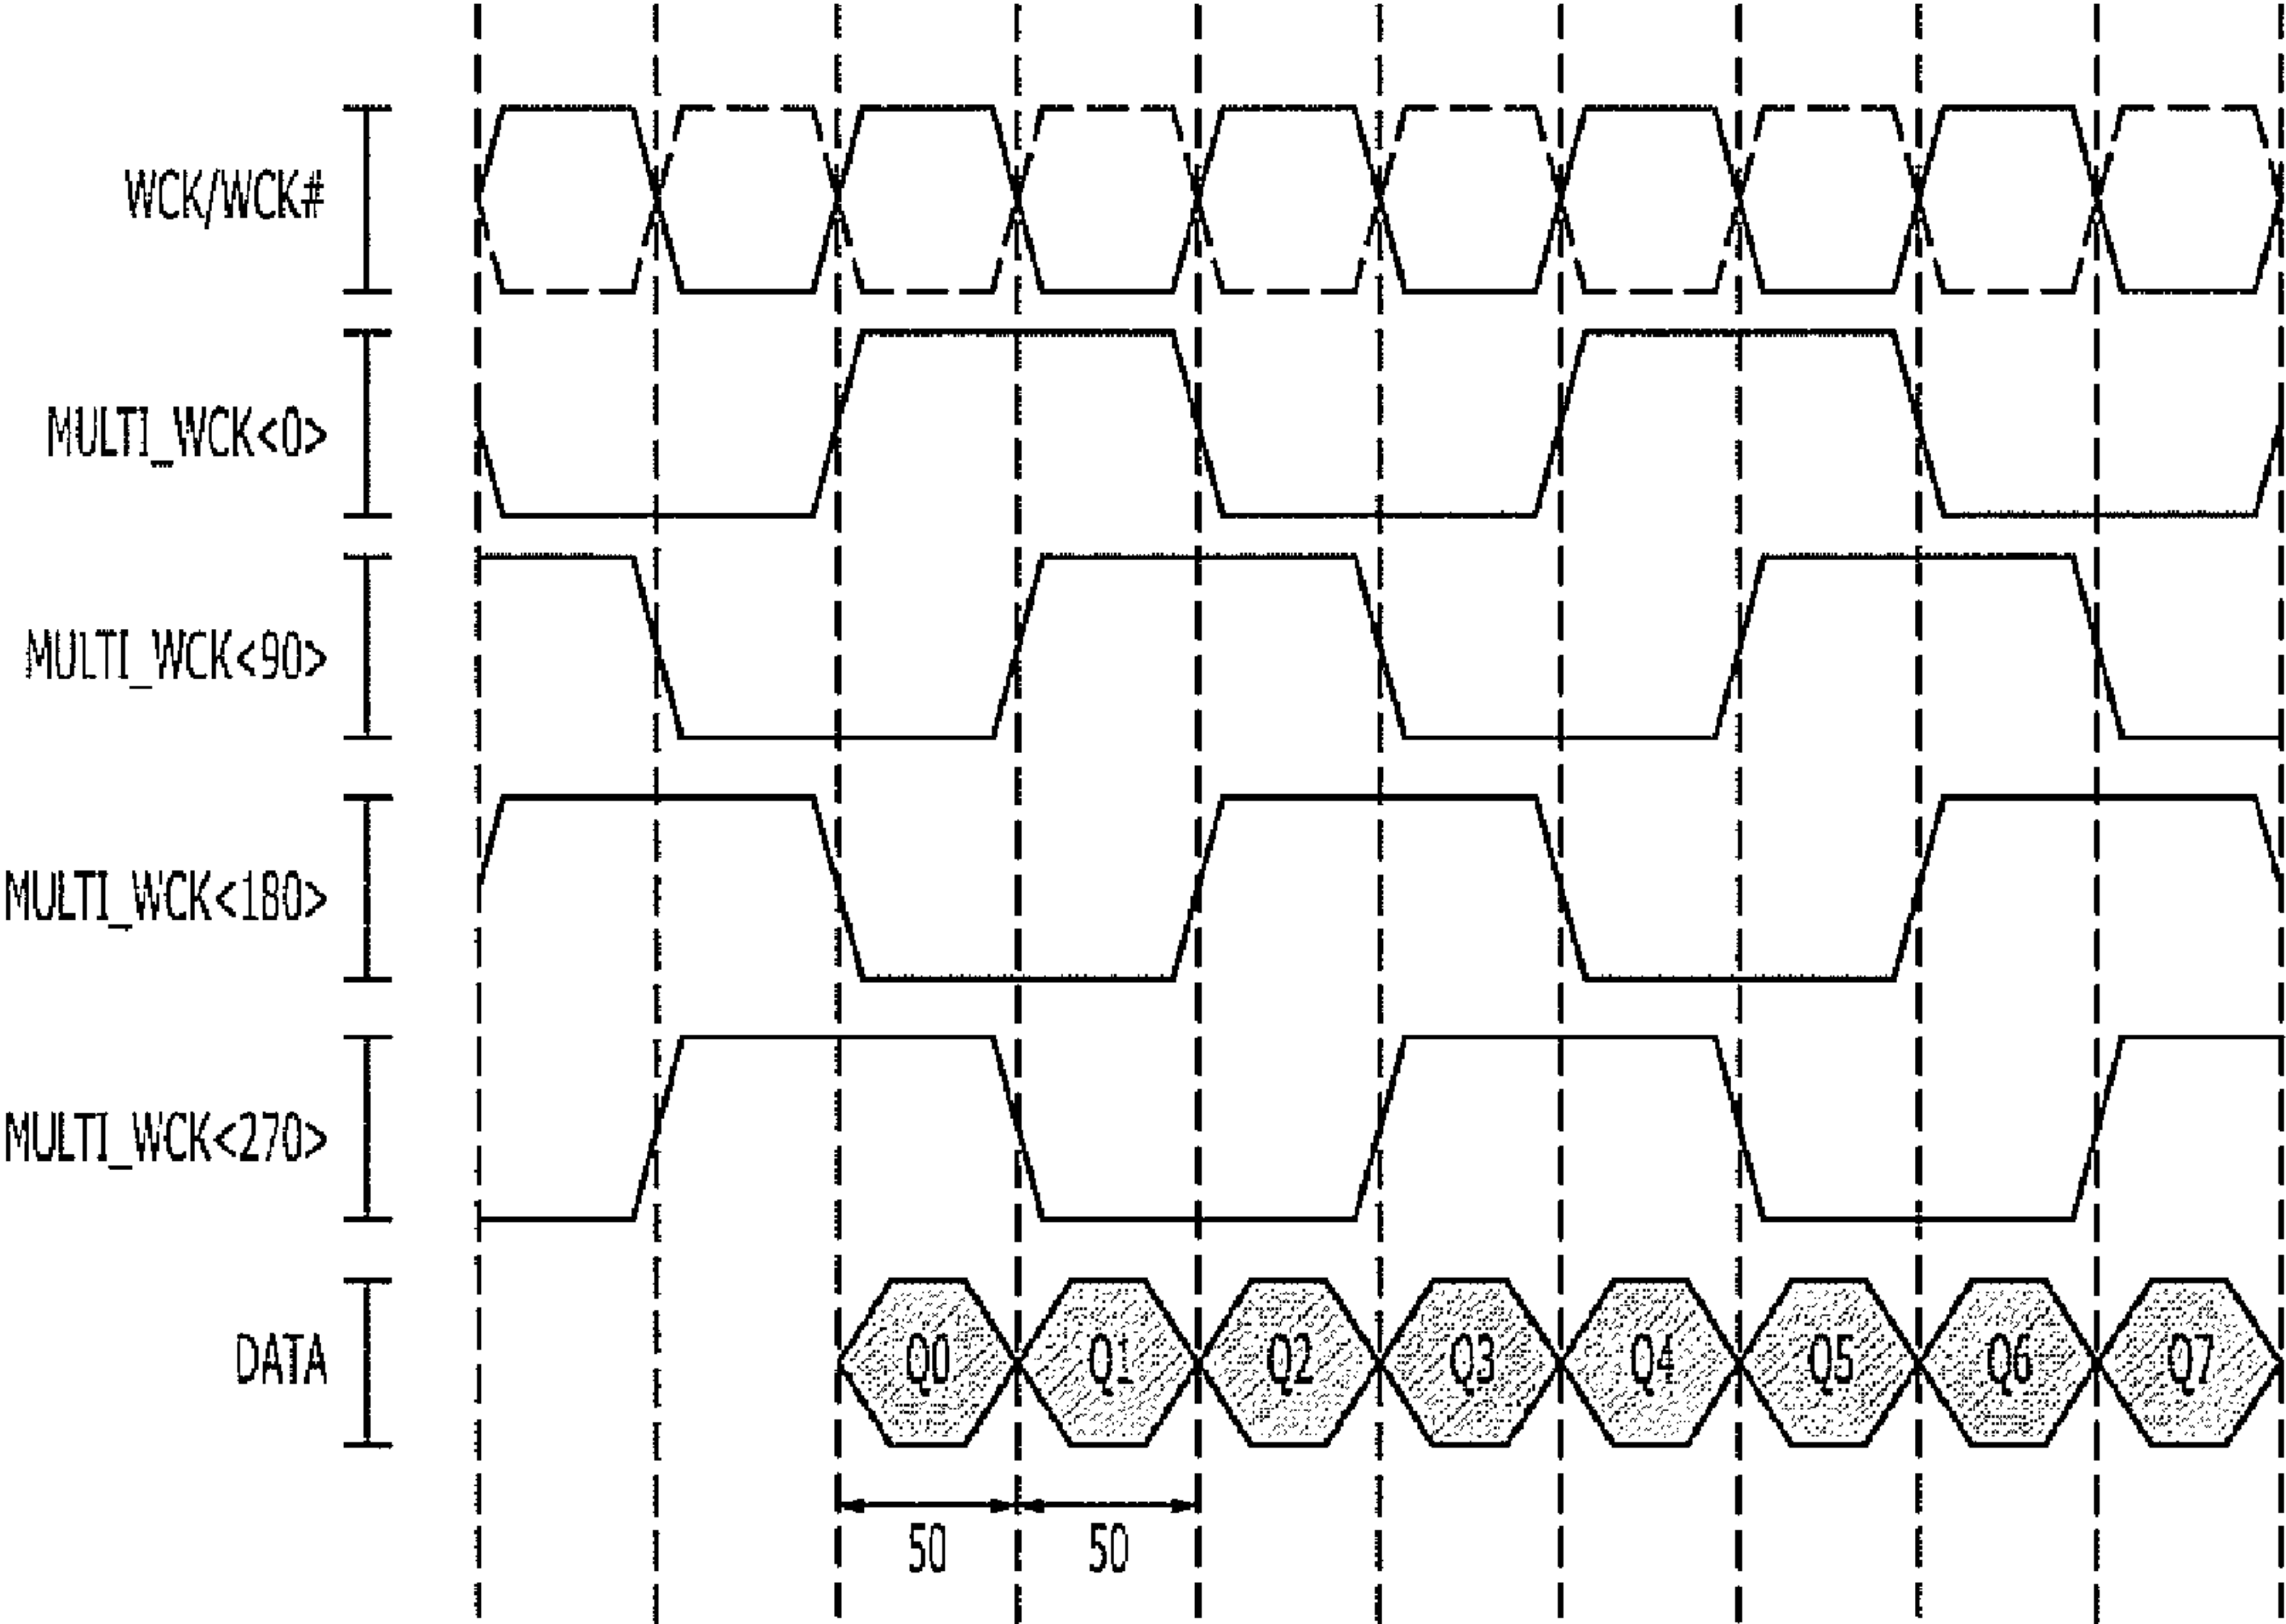 WCK/WCK#
MULTI_WCK<0>
MULTI_WCK<90>
MULTI_WCK<180>
MULTI_WCK<270>
DATA Q0 Q1 Q2 Q3 Q4 Q5 Q6 Q7
50 50